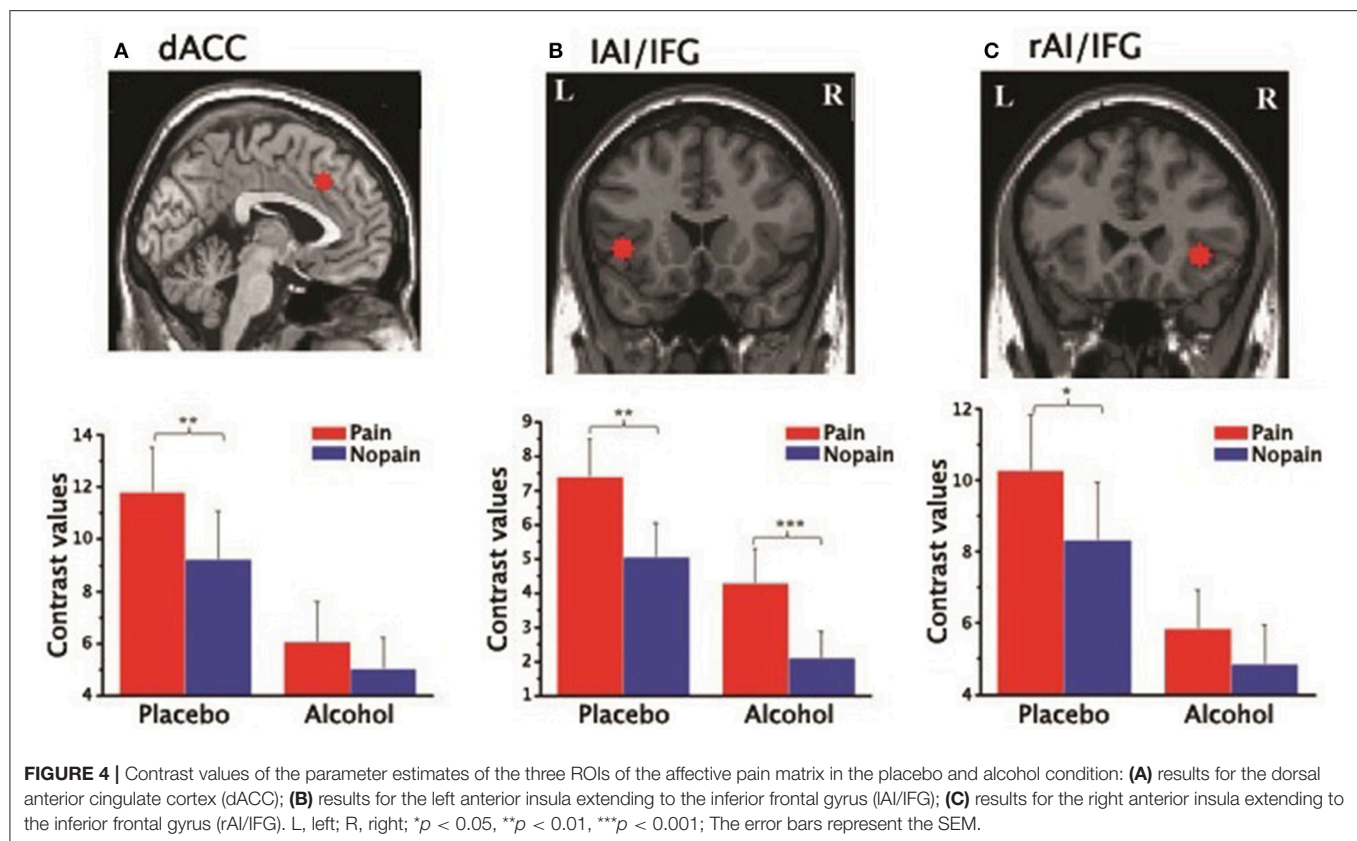 A dACC
B lAI/IFG
C rAI/IFG
L R
L R
**
14
12
10
8
6
4
Contrast values
Pain
Nopain
Placebo Alcohol
**
***
9
8
7
6
5
4
3
2
1
Contrast values
Pain
Nopain
Placebo Alcohol
*
12
10
8
6
4
Contrast values
Pain
Nopain
Placebo Alcohol
FIGURE 4 | Contrast values of the parameter estimates of the three ROIs of the affective pain matrix in the placebo and alcohol condition: (A) results for the dorsal
anterior cingulate cortex (dACC); (B) results for the left anterior insula extending to the inferior frontal gyrus (lAI/IFG); (C) results for the right anterior insula extending to
the inferior frontal gyrus (rAI/IFG). L, left; R, right; *p < 0.05, **p < 0.01, ***p < 0.001; The error bars represent the SEM.